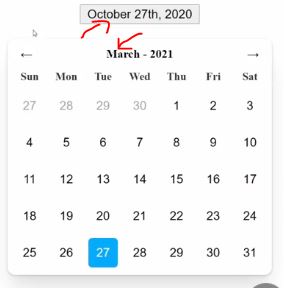 October 27th, 2020
← March - 2021 →
Sun Mon Tue Wed Thu Fri Sat
27 28 29 30 1 2 3
4 5 6 7 8 9 10
11 12 13 14 15 16 17
18 19 20 21 22 23 24
25 26 27 28 29 30 31